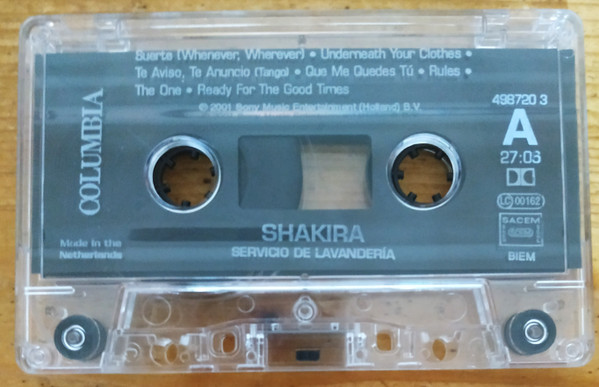 Suerte (Whenever, Wherever) • Underneath Your Clothes •
Te Aviso, Te Anuncio (Tango) • Que Me Quedes Tú • Rules •
The One • Ready For The Good Times
℗ 2001 Sony Music Entertainment (Holland) B.V.
COLUMBIA
498720 3
A
27:06
LC 00162
SACEM
BIEM
SHAKIRA
SERVICIO DE LAVANDERÍA
Made in the
Netherlands